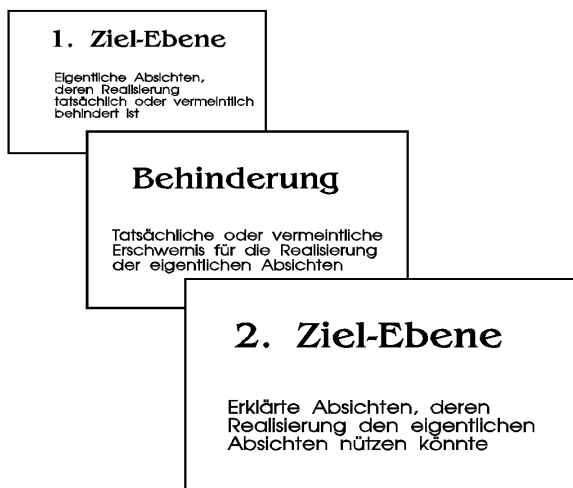 1. Ziel-Ebene
Eigentliche Absichten,
deren Realisierung
tatsächlich oder vermeintlich
behindert ist
Behinderung
Tatsächliche oder vermeintliche
Erschwernis für die Realisierung
der eigentlichen Absichten
2. Ziel-Ebene
Erklärte Absichten, deren
Realisierung den eigentlichen
Absichten nützen könnte